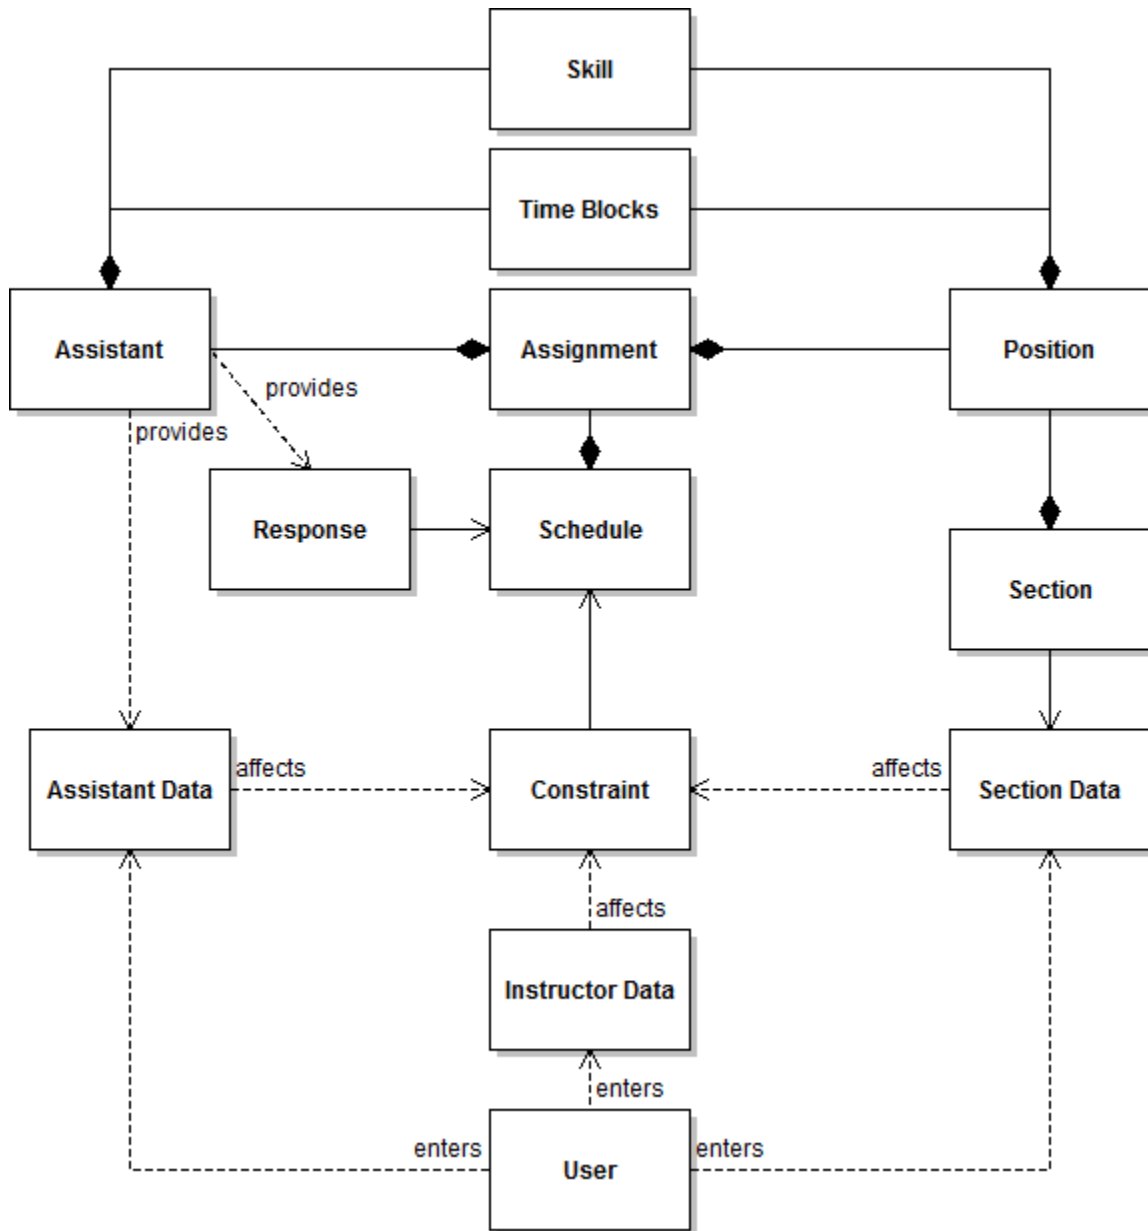 Skill
Time Blocks
Assistant
Assignment
Position
provides
provides
Response
Schedule
Section
Assistant Data
affects
Constraint
affects
Section Data
affects
Instructor Data
enters
enters
User
enters